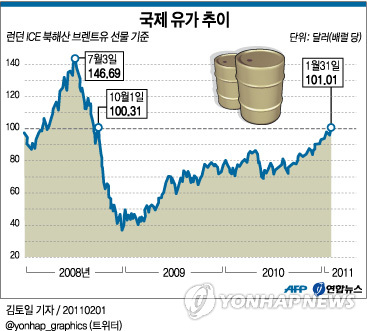 국제 유가 추이
런던 ICE 북해산 브렌트유 선물 기준
단위: 달러(배럴 당)
7월3일
146.69
10월1일
100.31
1월31일
101.01
140
120
100
80
60
40
20
2008년
2009
2010
2011
AFP 연합뉴스
YONHAPNEWS
김토일 기자 / 20110201
@yonhap_graphics (트위터)